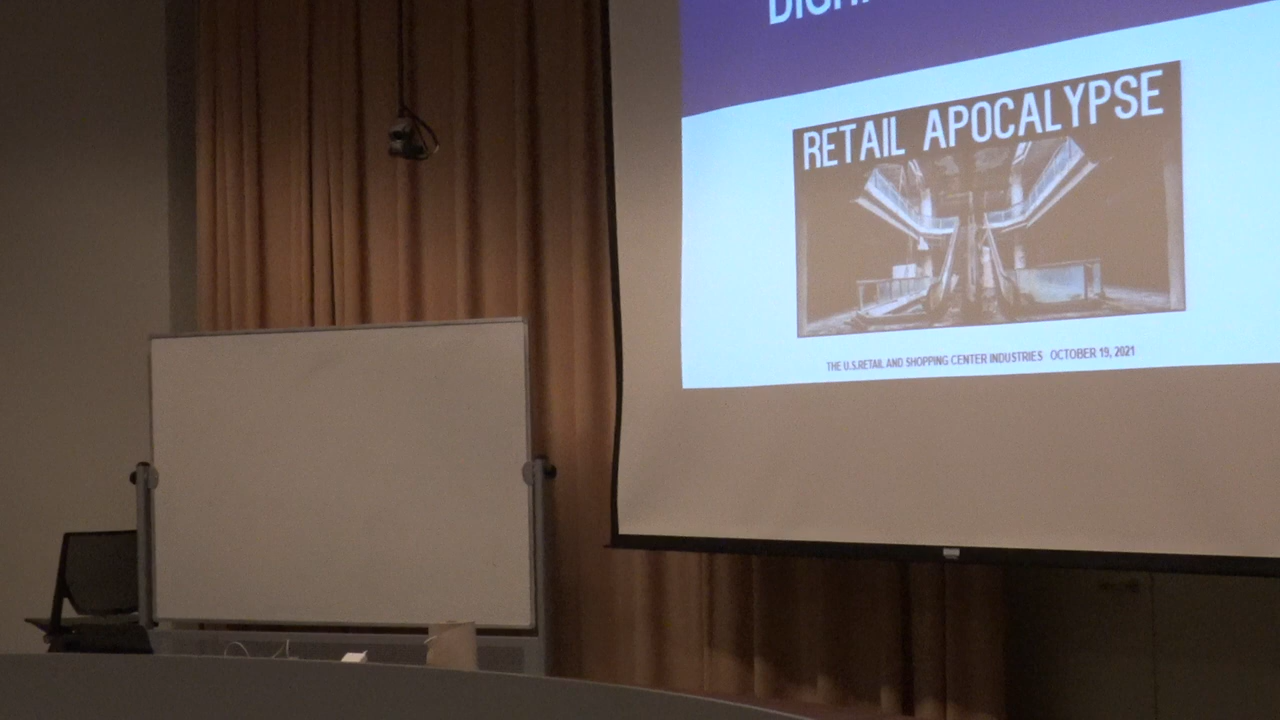 RETAIL APOCALYPSE
THE U.S.RETAIL AND SHOPPING CENTER INDUSTRIES OCTOBER 19, 2021